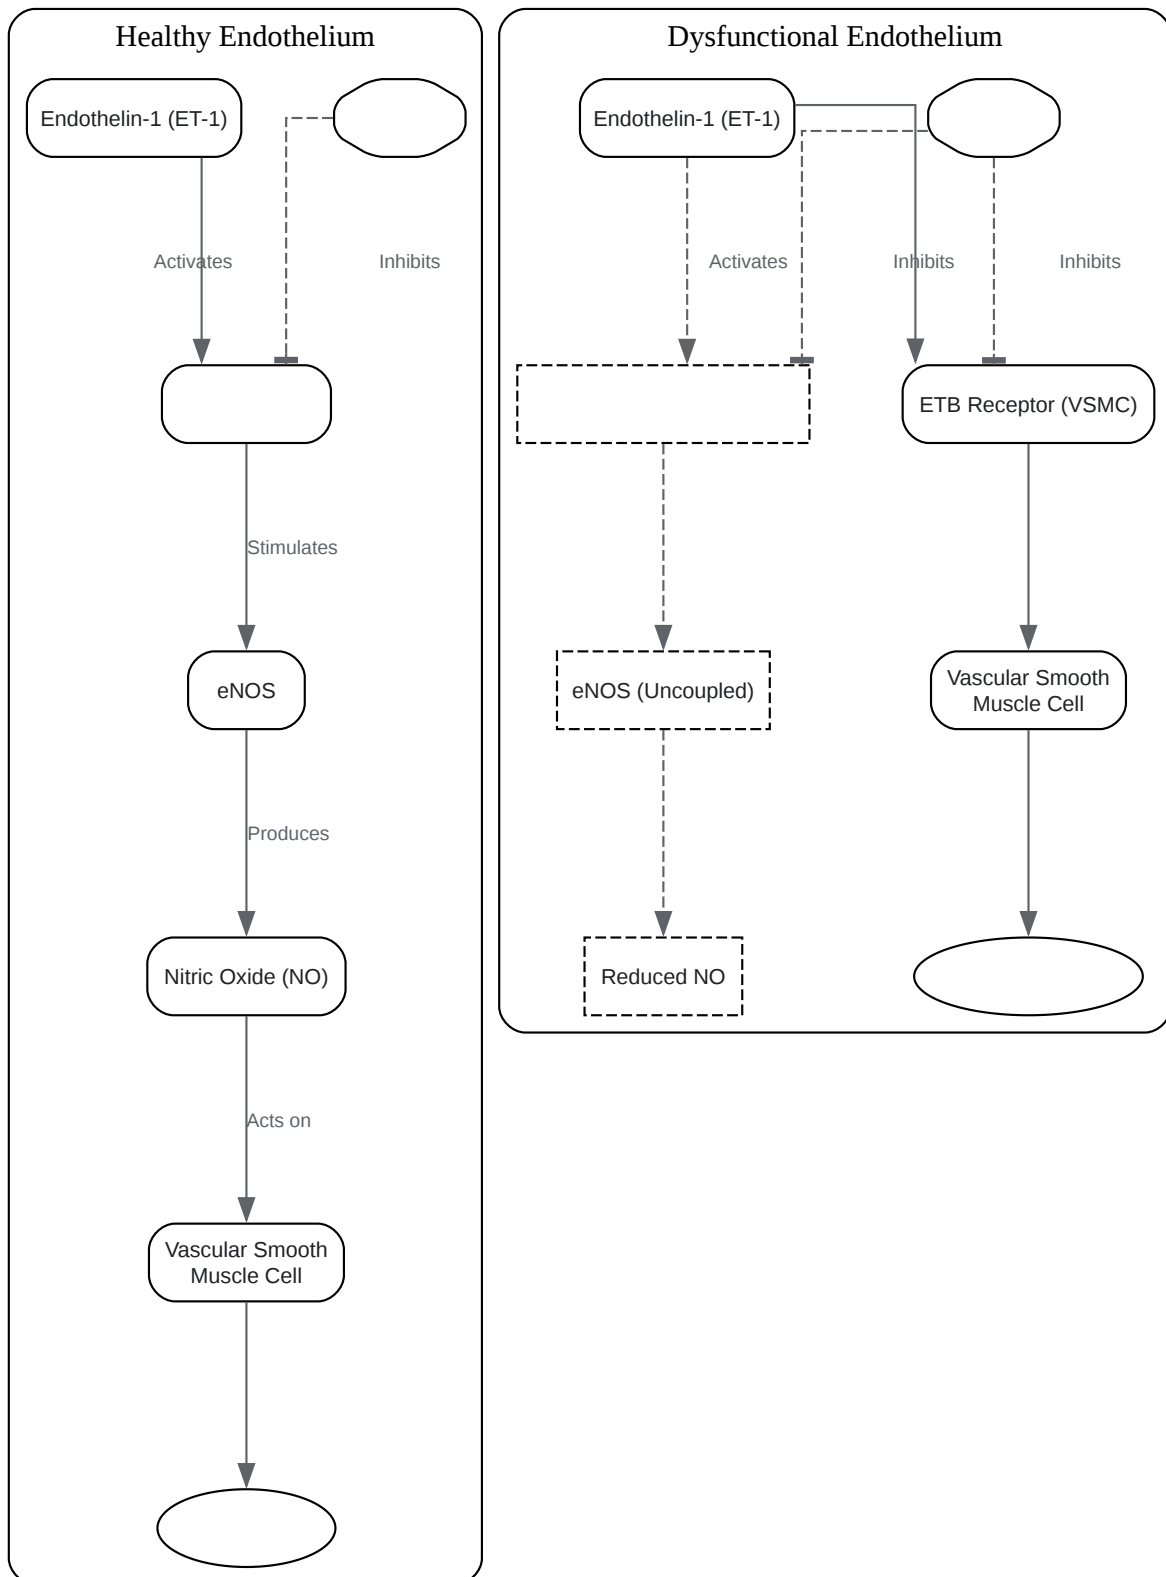 Healthy Endothelium
Endothelin-1 (ET-1)
Activates
Inhibits
Stimulates
eNOS
Produces
Nitric Oxide (NO)
Acts on
Vascular Smooth
Muscle Cell
Dysfunctional Endothelium
Endothelin-1 (ET-1)
Activates
Inhibits
Inhibits
ETB Receptor (VSMC)
eNOS (Uncoupled)
Vascular Smooth
Muscle Cell
Reduced NO